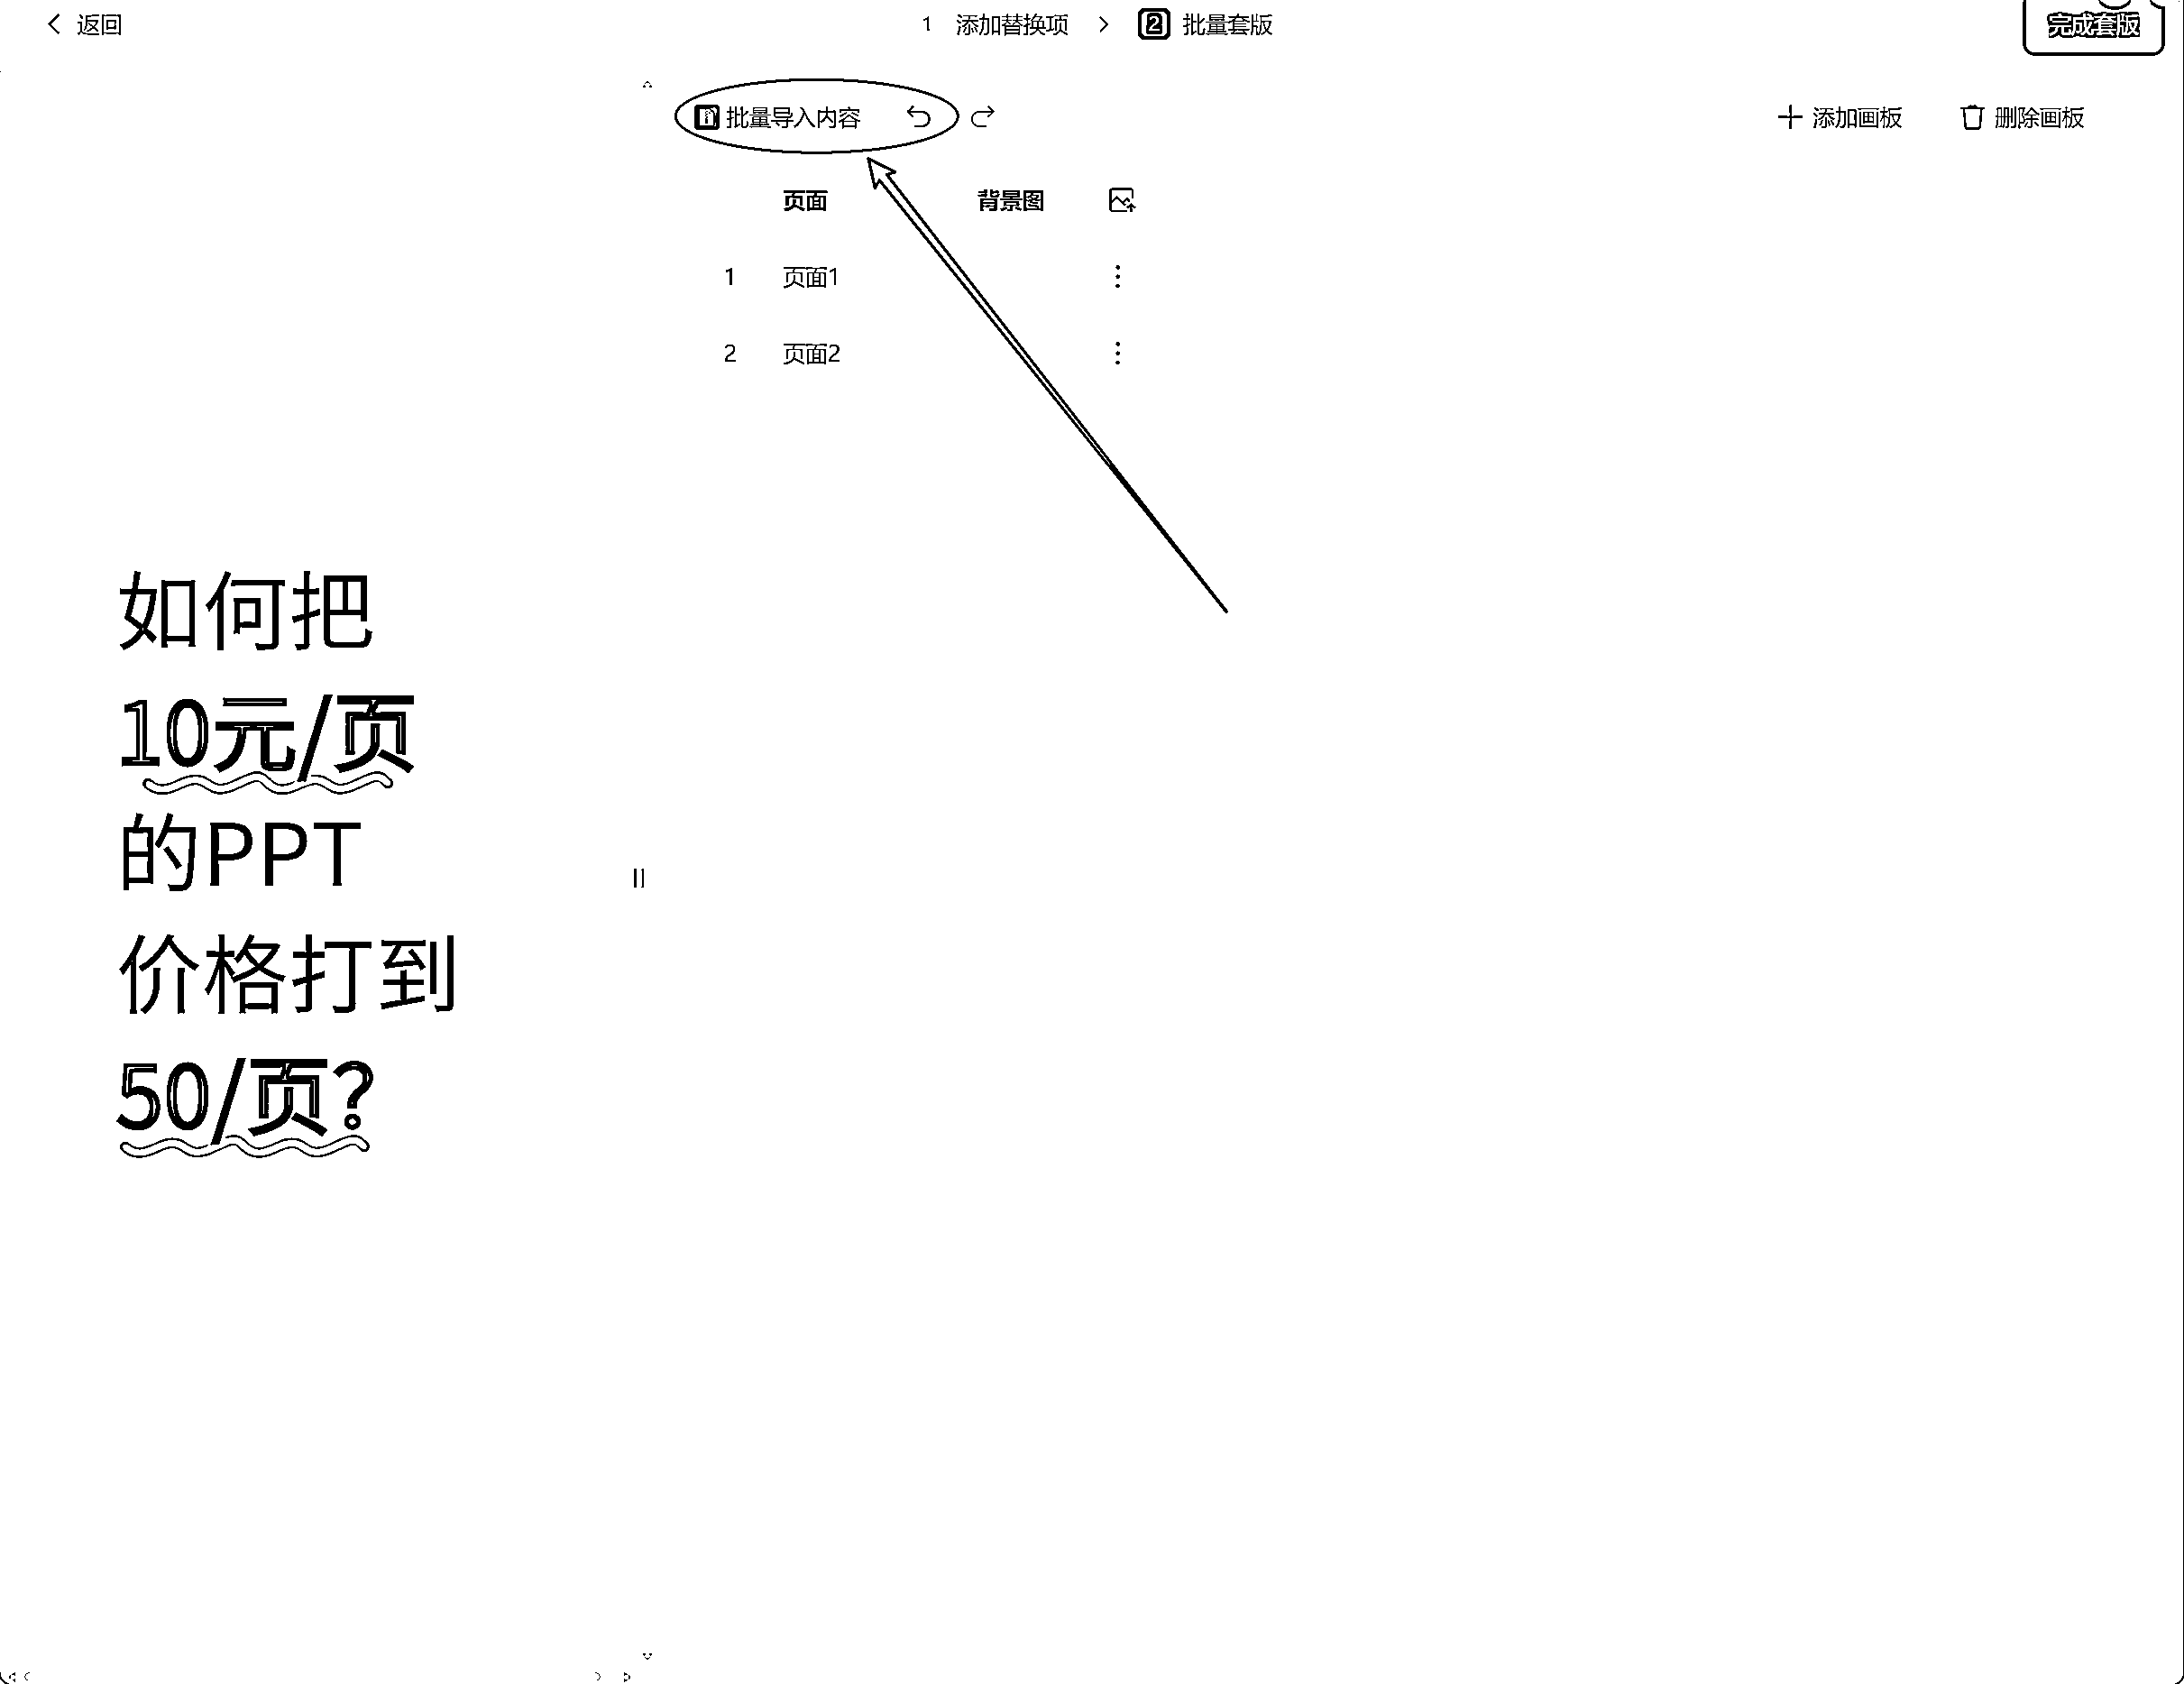 返回
1 添加替换项 > 2 批量套版
完成套版
批量导入内容
添加画板 删除画板
页面 背景图
1 页面1
2 页面2
如何把
10元/页
的PPT
价格打到
50/页?